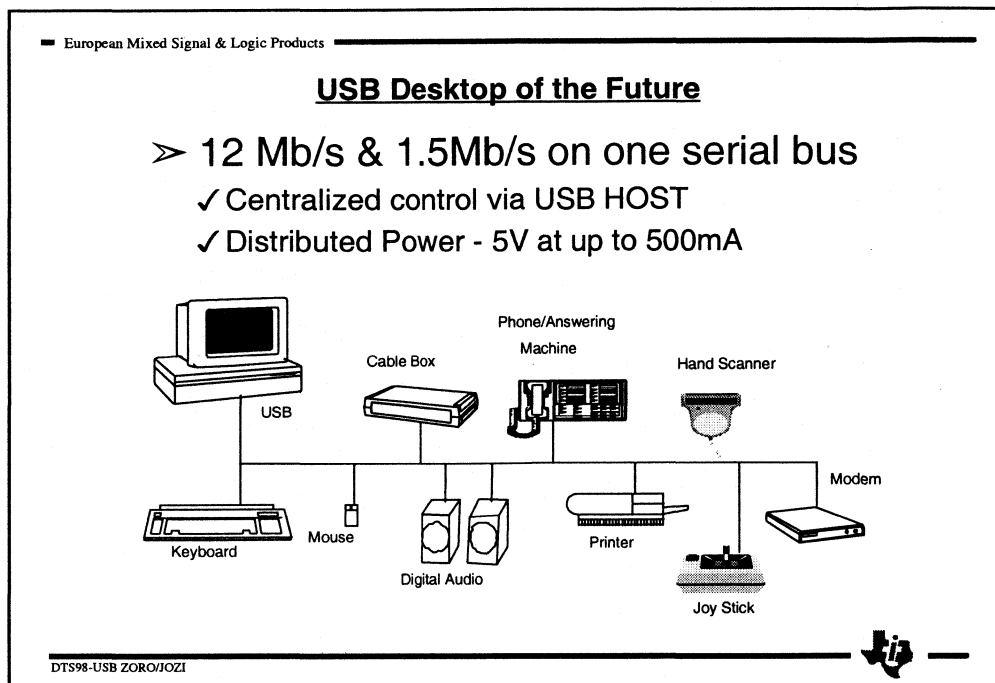 European Mixed Signal & Logic Products
USB Desktop of the Future
➢ 12 Mb/s & 1.5Mb/s on one serial bus
✓ Centralized control via USB HOST
✓ Distributed Power - 5V at up to 500mA
Phone/Answering
Machine
Cable Box
Hand Scanner
USB
Modem
Keyboard
Mouse
Digital Audio
Printer
Joy Stick
DTS98-USB ZORO/JOZI
ti